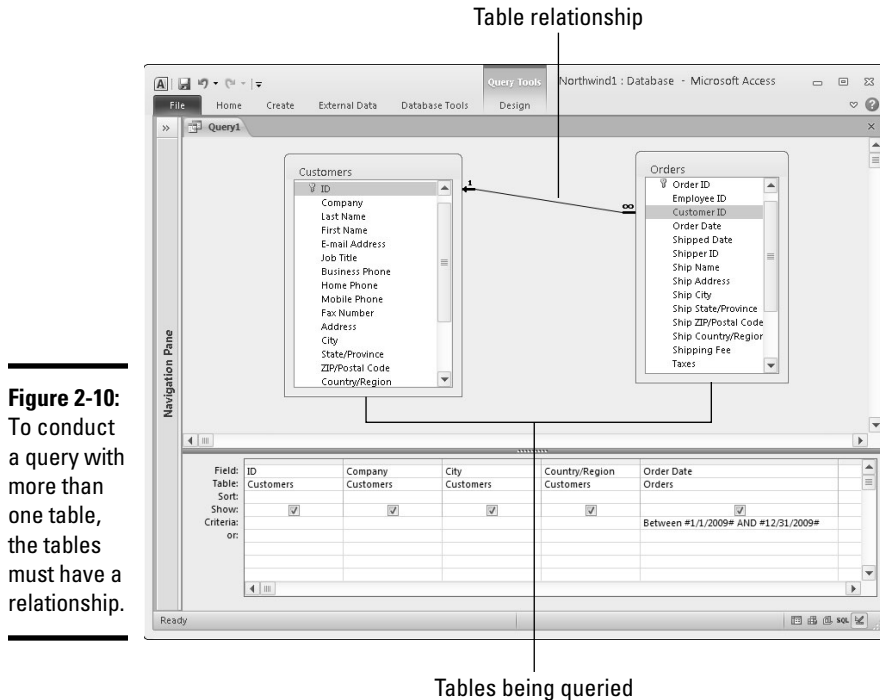 Table relationship
Query Tools
Northwind1 : Database - Microsoft Access
File Home Create External Data Database Tools Design
Query1
Navigation Pane
Customers
ID
Company
Last Name
First Name
E-mail Address
Job Title
Business Phone
Home Phone
Mobile Phone
Fax Number
Address
City
State/Province
ZIP/Postal Code
Country/Region
1
∞
Orders
Order ID
Employee ID
Customer ID
Order Date
Shipped Date
Shipper ID
Ship Name
Ship Address
Ship City
Ship State/Province
Ship ZIP/Postal Code
Ship Country/Region
Shipping Fee
Taxes
Field: ID Company City Country/Region Order Date
Table: Customers Customers Customers Customers Orders
Sort:
Show:
Criteria: Between #1/1/2009# AND #12/31/2009#
or:
Ready
SQL
Tables being queried
Figure 2-10:
To conduct
a query with
more than
one table,
the tables
must have a
relationship.